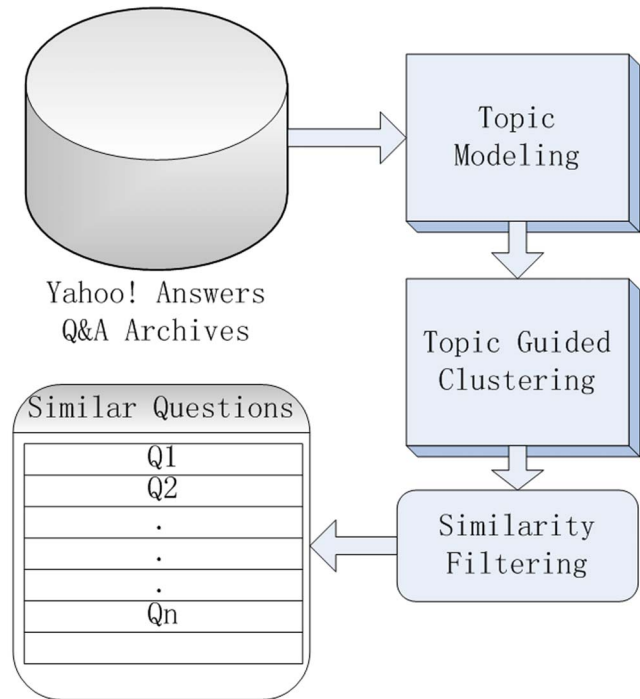 Yahoo! Answers
Q&A Archives
Topic
Modeling
Topic Guided
Clustering
Similarity
Filtering
Similar Questions
Q1
Q2
.
.
.
Qn